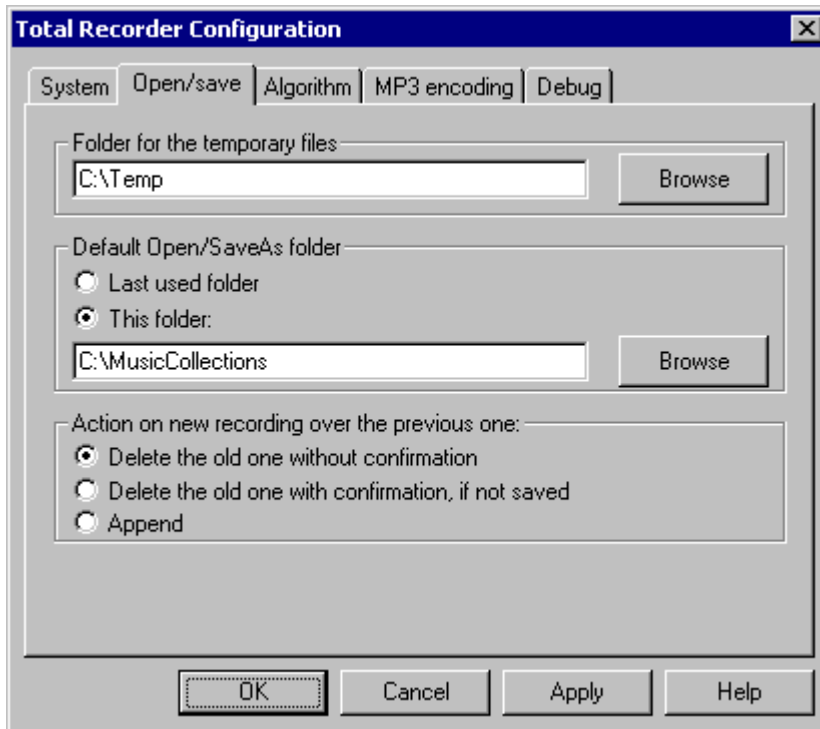 Total Recorder Configuration
System Open/save Algorithm MP3 encoding Debug
Folder for the temporary files
C:\Temp Browse
Default Open/SaveAs folder
Last used folder
This folder:
C:\MusicCollections Browse
Action on new recording over the previous one:
Delete the old one without confirmation
Delete the old one with confirmation, if not saved
Append
OK Cancel Apply Help